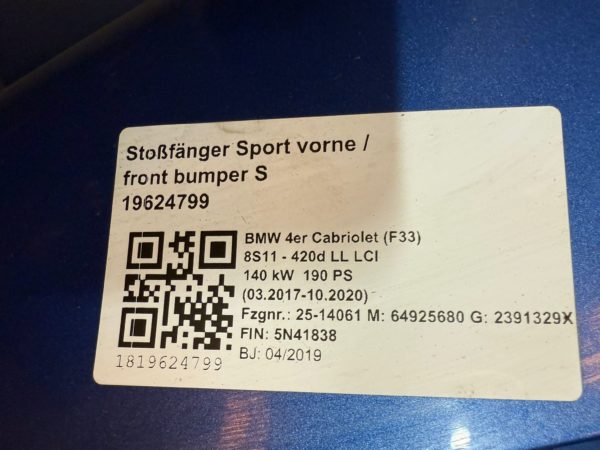 Stoßfänger Sport vorne /
front bumper S
19624799
BMW 4er Cabriolet (F33)
8S11 - 420d LL LCI
140 kW 190 PS
(03.2017-10.2020)
Fzgnr.: 25-14061 M: 64925680 G: 2391329X
FIN: 5N41838
BJ: 04/2019
1819624799